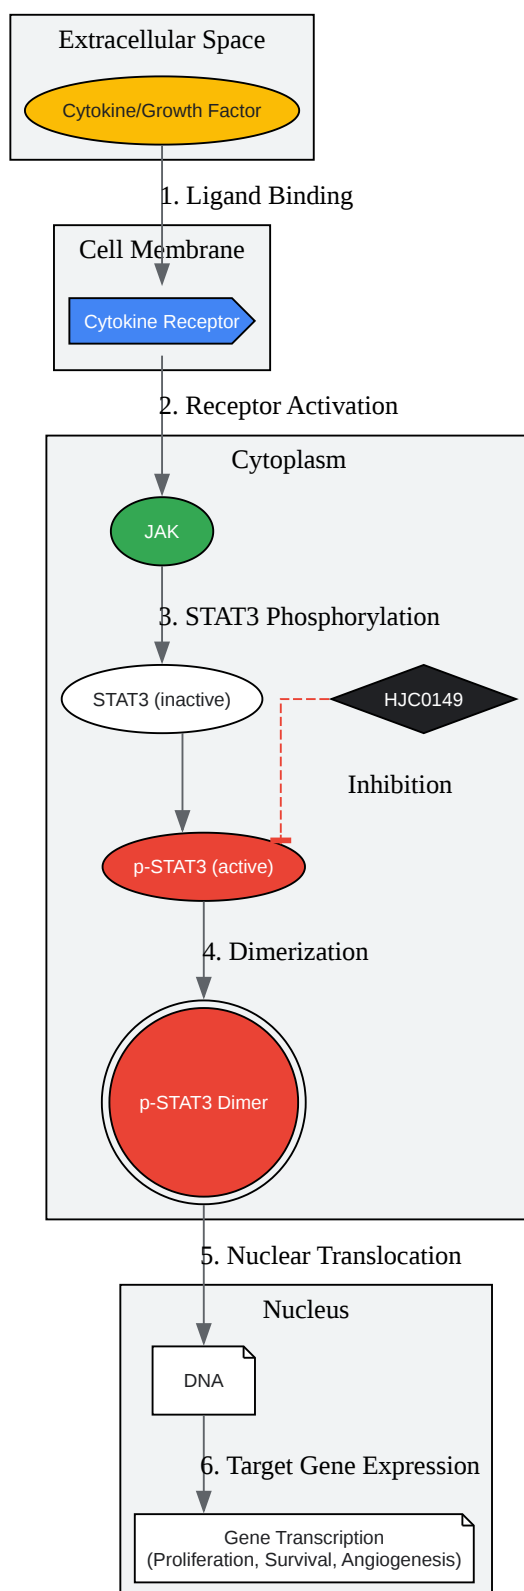 Extracellular Space
Cytokine/Growth Factor
1. Ligand Binding
Cell Membrane
Cytokine Receptor
2. Receptor Activation
Cytoplasm
JAK
3. STAT3 Phosphorylation
STAT3 (inactive)
HJC0149
Inhibition
p-STAT3 (active)
4. Dimerization
p-STAT3 Dimer
5. Nuclear Translocation
Nucleus
DNA
6. Target Gene Expression
Gene Transcription
(Proliferation, Survival, Angiogenesis)